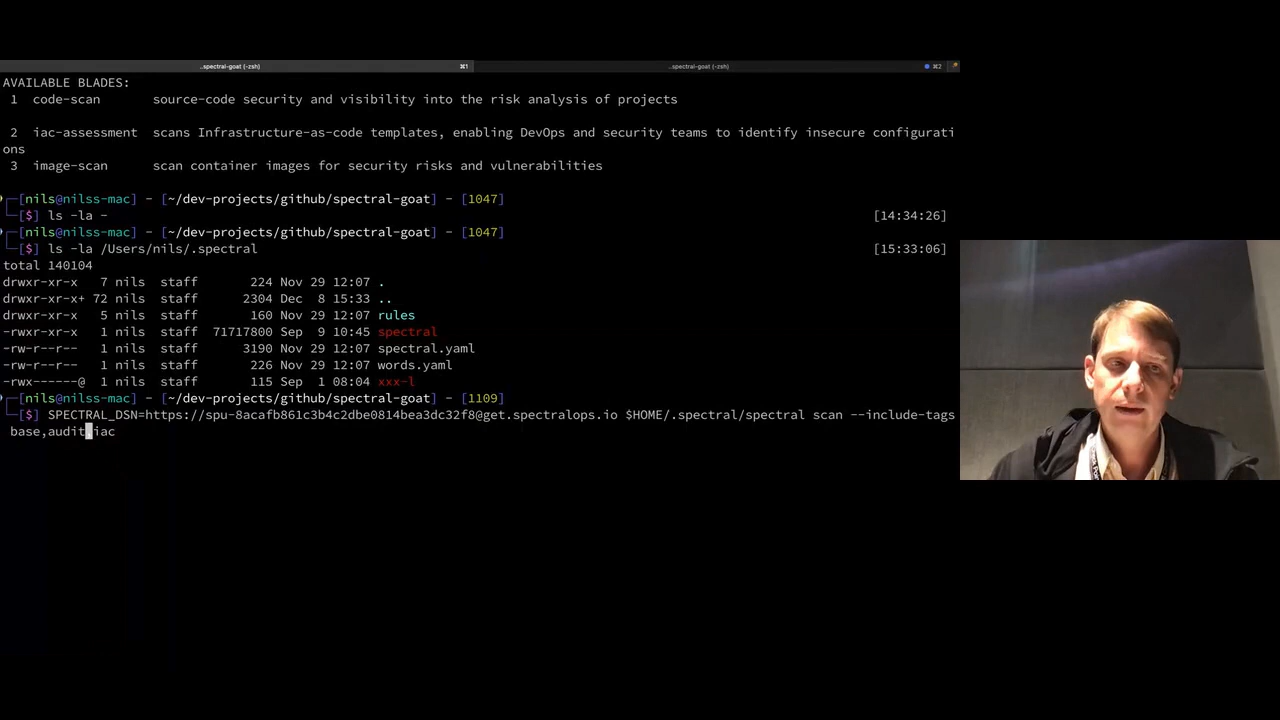 ..spectral-goat (-zsh) ⌘1 ..spectral-goat (-zsh) ⌘2
AVAILABLE BLADES:
1 code-scan source-code security and visibility into the risk analysis of projects
2 iac-assessment scans Infrastructure-as-code templates, enabling DevOps and security teams to identify insecure configurati
ons
3 image-scan scan container images for security risks and vulnerabilities
[nils@nilss-mac] - [~/dev-projects/github/spectral-goat] - [1047]
[$] ls -la ~ [14:34:26]
[nils@nilss-mac] - [~/dev-projects/github/spectral-goat] - [1047]
[$] ls -la /Users/nils/.spectral [15:33:06]
total 140104
drwxr-xr-x 7 nils staff 224 Nov 29 12:07 .
drwxr-xr-x+ 72 nils staff 2304 Dec 8 15:33 ..
drwxr-xr-x 5 nils staff 160 Nov 29 12:07 rules
-rwxr-xr-x 1 nils staff 71717800 Sep 9 10:45 spectral
-rw-r--r-- 1 nils staff 3190 Nov 29 12:07 spectral.yaml
-rw-r--r-- 1 nils staff 226 Nov 29 12:07 words.yaml
-rwx------@ 1 nils staff 115 Sep 1 08:04 xxx-l
[nils@nilss-mac] - [~/dev-projects/github/spectral-goat] - [1109]
[$] SPECTRAL_DSN=https://spu-8acafb861c3b4c2dbe0814bea3dc32f8@get.spectralops.io $HOME/.spectral/spectral scan --include-tags
base,audit,iac